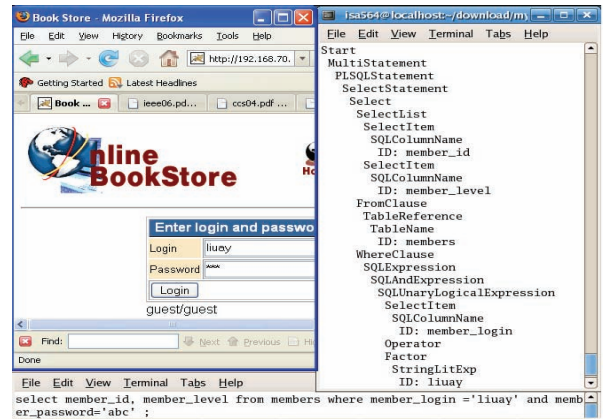 Book Store - Mozilla Firefox
File Edit View History Bookmarks Tools Help
http://192.168.70.
Getting Started Latest Headlines
Book ... ieee06.pd... ccs04.pdf ...
Online
BookStore
Ho
Enter login and passwo
Login liuay
Password ***
Login
guest/guest
Find: Next Previous Hi
Done
isa564@localhost:~/download/my
File Edit View Terminal Tabs Help
Start
MultiStatement
PLSQLStatement
SelectStatement
Select
SelectList
SelectItem
SQLColumnName
ID: member_id
SelectItem
SQLColumnName
ID: member_level
FromClause
TableReference
TableName
ID: members
WhereClause
SQLExpression
SQLAndExpression
SQLUnaryLogicalExpression
SelectItem
SQLColumnName
ID: member_login
Operator
Factor
StringLitExp
ID: liuay
File Edit View Terminal Tabs Help
select member_id, member_level from members where member_login ='liuay' and memb
er_password='abc' ;